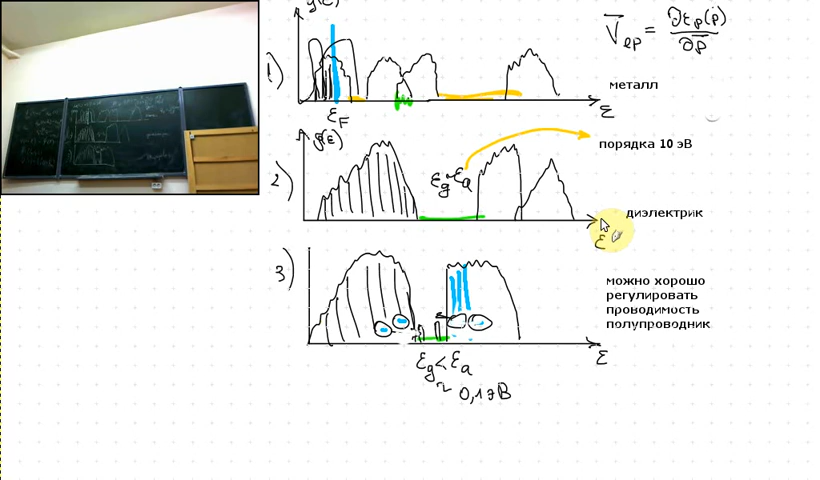 g(ε)
1)
ε_F
ε
V̄_εp = ∂ε_p(p̄)/∂p̄
металл
2)
g(ε)
ε_g~ε_a
порядка 10 эВ
диэлектрик
ε
3)
можно хорошо
регулировать
проводимость
полупроводник
ε_g < ε_a
ε
~ 0,1 эВ